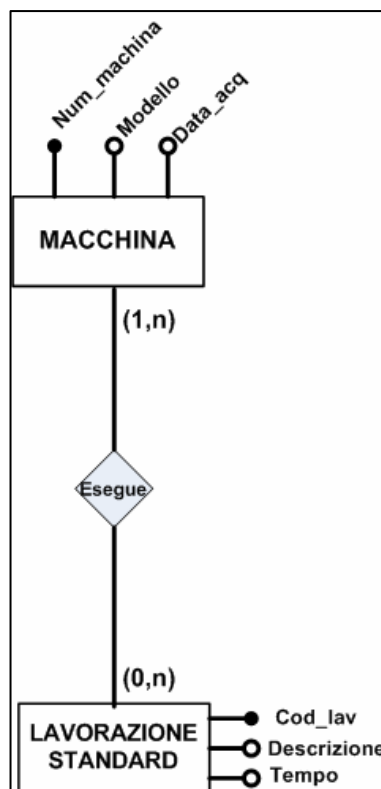 Num_machina
Modello
Data_acq
MACCHINA
(1,n)
Esegue
(0,n)
LAVORAZIONE
STANDARD
Cod_lav
Descrizione
Tempo